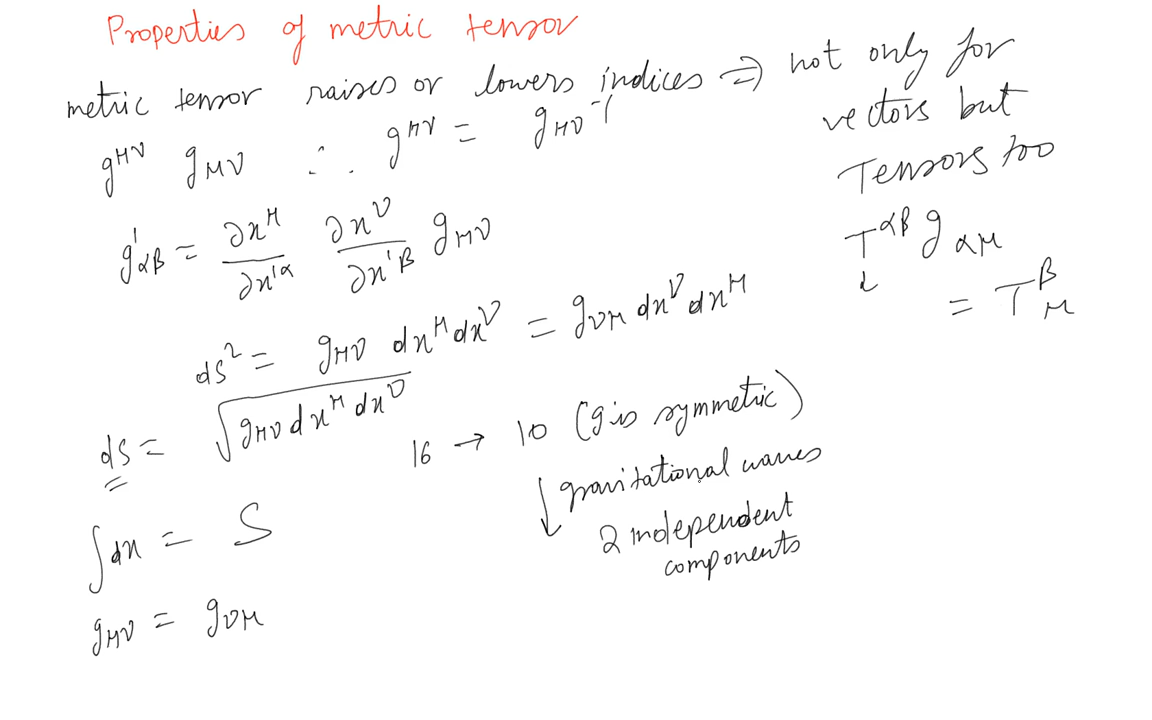 Properties of metric tensor
metric tensor raises or lowers indices ⇒ not only for
vectors but
Tensors too
g^{μν} g_{μν} ∴ g^{μν} = g_{μν}^{-1}
g'_{αβ} = ∂x^μ/∂x'^α ∂x^ν/∂x'^β g_{μν}
T^{αβ} g_{αμ}
↓
= T^β_μ
ds² = g_{μν} dx^μ dx^ν = g_{νμ} dx^ν dx^μ
ds = √(g_{μν} dx^μ dx^ν)
16 → 10 (g is symmetric)
↓ gravitational waves
2 independent
components
∫dx = S
g_{μν} = g_{νμ}